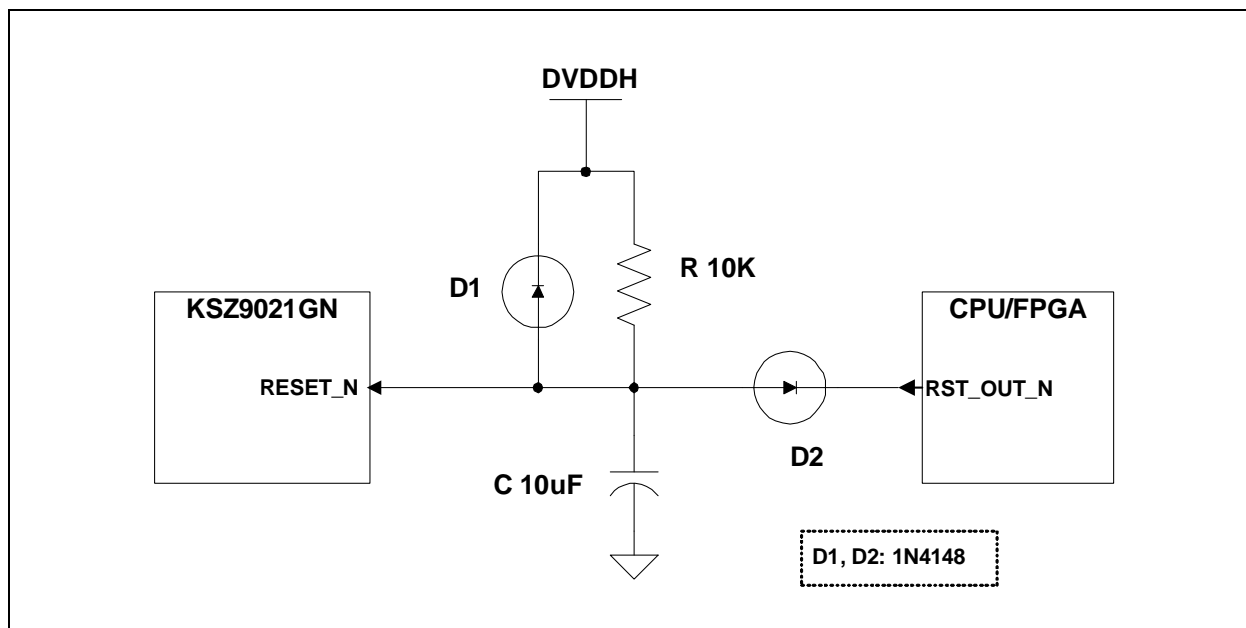 DVDDH
D1
R 10K
KSZ9021GN
CPU/FPGA
RESET_N
RST_OUT_N
D2
C 10uF
D1, D2: 1N4148